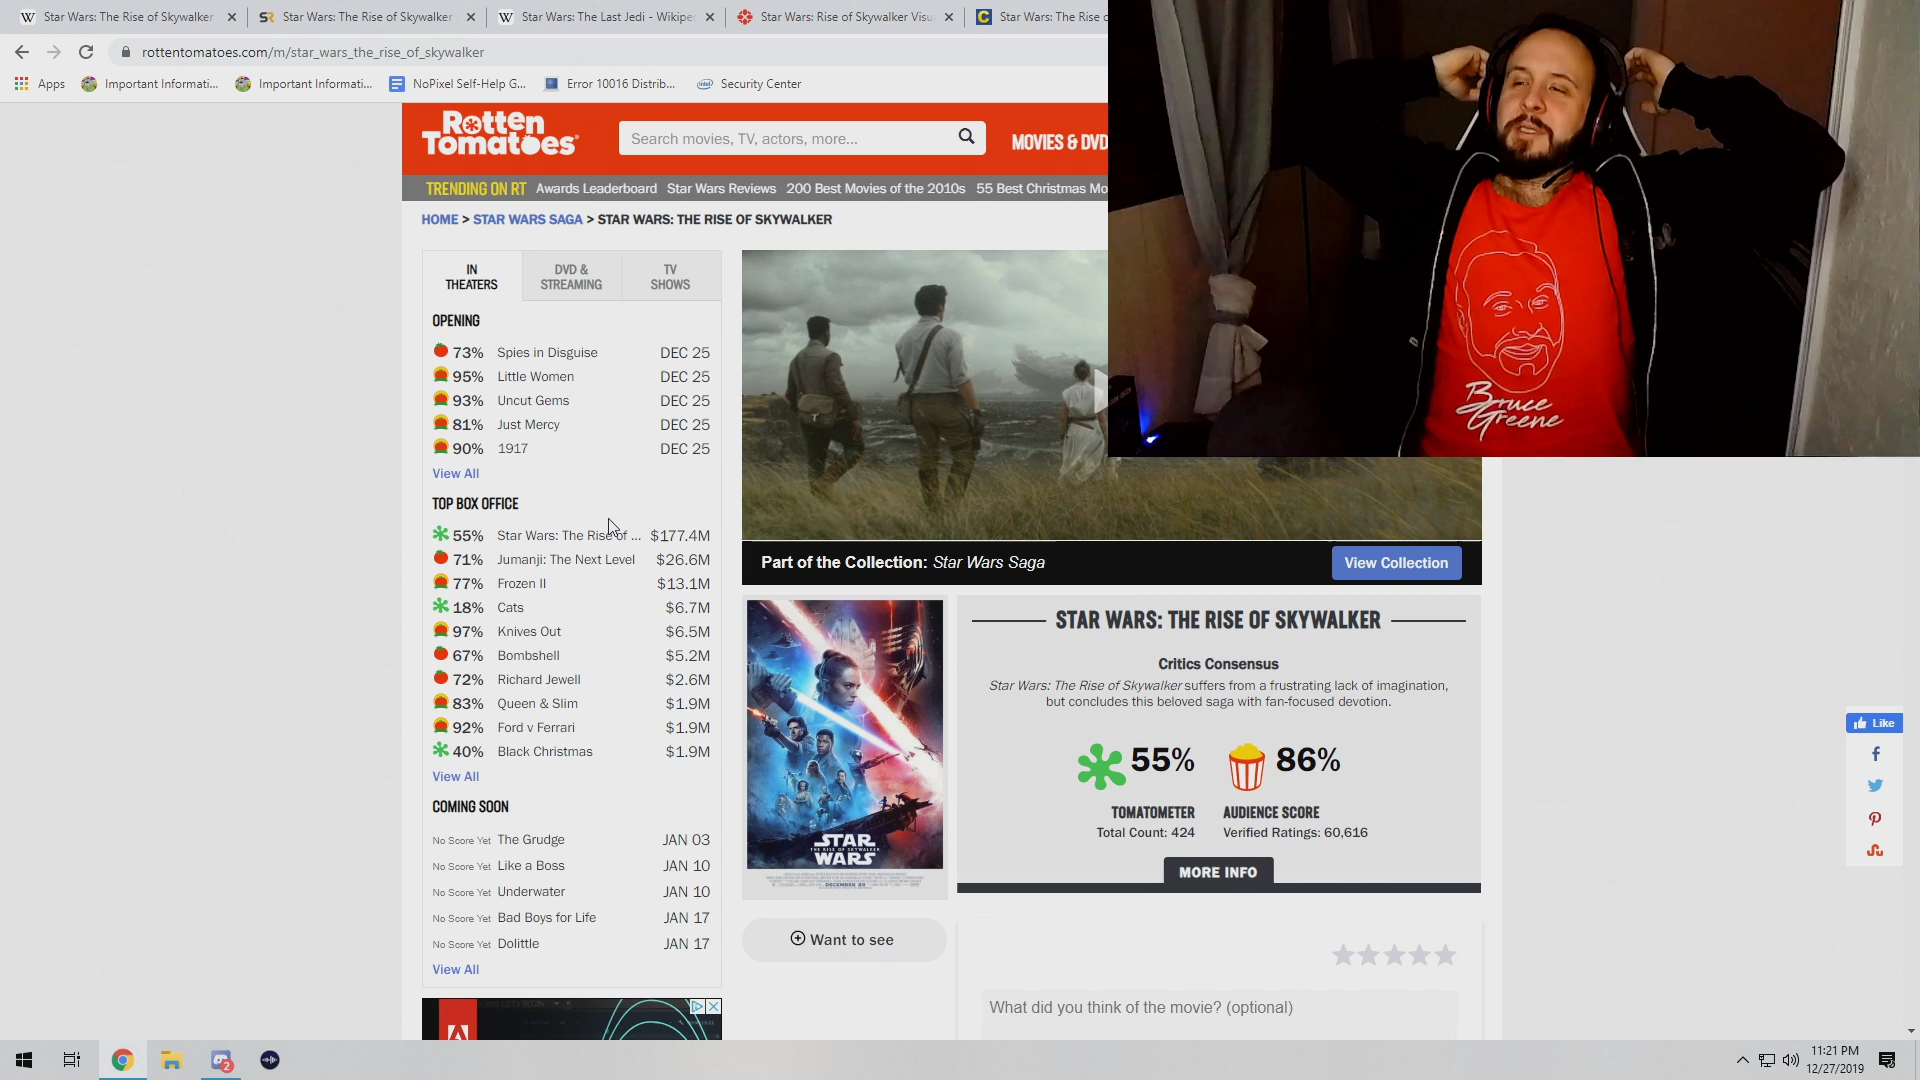 Star Wars: The Rise of Skywalker
Star Wars: The Rise of Skywalker
Star Wars: The Last Jedi - Wikipe
Star Wars: Rise of Skywalker Visu
Star Wars: The Rise o
rottentomatoes.com/m/star_wars_the_rise_of_skywalker
Apps
Important Informati...
Important Informati...
NoPixel Self-Help G...
Error 10016 Distrib...
Security Center
Rotten
Tomatoes
Search movies, TV, actors, more...
MOVIES & DVD
TRENDING ON RT
Awards Leaderboard
Star Wars Reviews
200 Best Movies of the 2010s
55 Best Christmas Mo
HOME > STAR WARS SAGA > STAR WARS: THE RISE OF SKYWALKER
IN
THEATERS
DVD &
STREAMING
TV
SHOWS
OPENING
73% Spies in Disguise DEC 25
95% Little Women DEC 25
93% Uncut Gems DEC 25
81% Just Mercy DEC 25
90% 1917 DEC 25
View All
TOP BOX OFFICE
55% Star Wars: The Rise of ... $177.4M
71% Jumanji: The Next Level $26.6M
77% Frozen II $13.1M
18% Cats $6.7M
97% Knives Out $6.5M
67% Bombshell $5.2M
72% Richard Jewell $2.6M
83% Queen & Slim $1.9M
92% Ford v Ferrari $1.9M
40% Black Christmas $1.9M
View All
COMING SOON
No Score Yet The Grudge JAN 03
No Score Yet Like a Boss JAN 10
No Score Yet Underwater JAN 10
No Score Yet Bad Boys for Life JAN 17
No Score Yet Dolittle JAN 17
View All
Bruce
Greene
Part of the Collection: Star Wars Saga
View Collection
STAR
THE RISE OF SKYWALKER
WARS
DECEMBER 20
STAR WARS: THE RISE OF SKYWALKER
Critics Consensus
Star Wars: The Rise of Skywalker suffers from a frustrating lack of imagination,
but concludes this beloved saga with fan-focused devotion.
55%
86%
TOMATOMETER
AUDIENCE SCORE
Total Count: 424
Verified Ratings: 60,616
MORE INFO
Want to see
What did you think of the movie? (optional)
Like
2
11:21 PM
12/27/2019